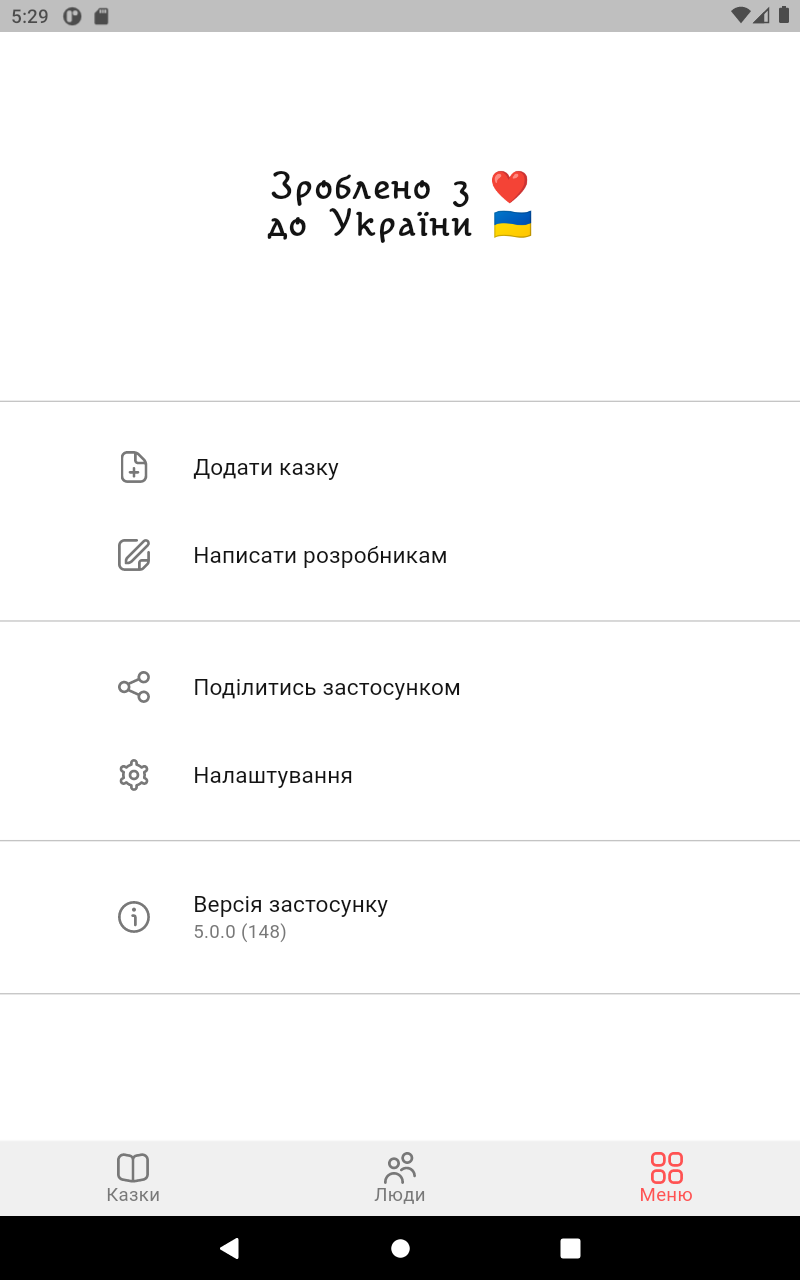 5:29
Зроблено з ❤️
до України 🇺🇦
Додати казку
Написати розробникам
Поділитись застосунком
Налаштування
Версія застосунку
5.0.0 (148)
Казки
Люди
Меню